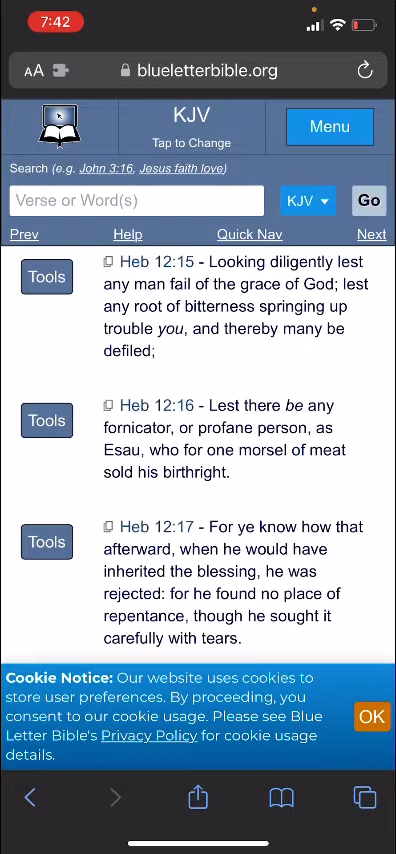 7:42
AA
blueletterbible.org
KJV
Tap to Change
Menu
Search (e.g. John 3:16, Jesus faith love)
Verse or Word(s)
KJV
Go
Prev
Help
Quick Nav
Next
Tools
Heb 12:15 - Looking diligently lest
any man fail of the grace of God; lest
any root of bitterness springing up
trouble you, and thereby many be
defiled;
Tools
Heb 12:16 - Lest there be any
fornicator, or profane person, as
Esau, who for one morsel of meat
sold his birthright.
Tools
Heb 12:17 - For ye know how that
afterward, when he would have
inherited the blessing, he was
rejected: for he found no place of
repentance, though he sought it
carefully with tears.
Cookie Notice: Our website uses cookies to
store user preferences. By proceeding, you
consent to our cookie usage. Please see Blue
Letter Bible's Privacy Policy for cookie usage
details.
OK